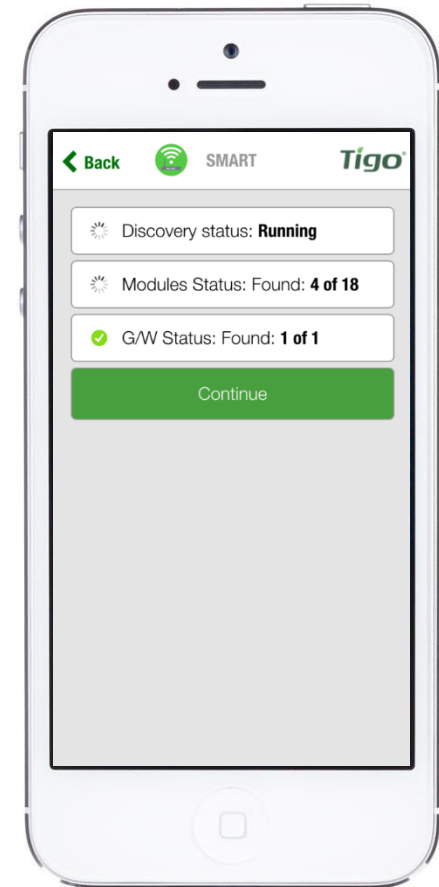 Back SMART Tigo
Discovery status: Running
Modules Status: Found: 4 of 18
G/W Status: Found: 1 of 1
Continue